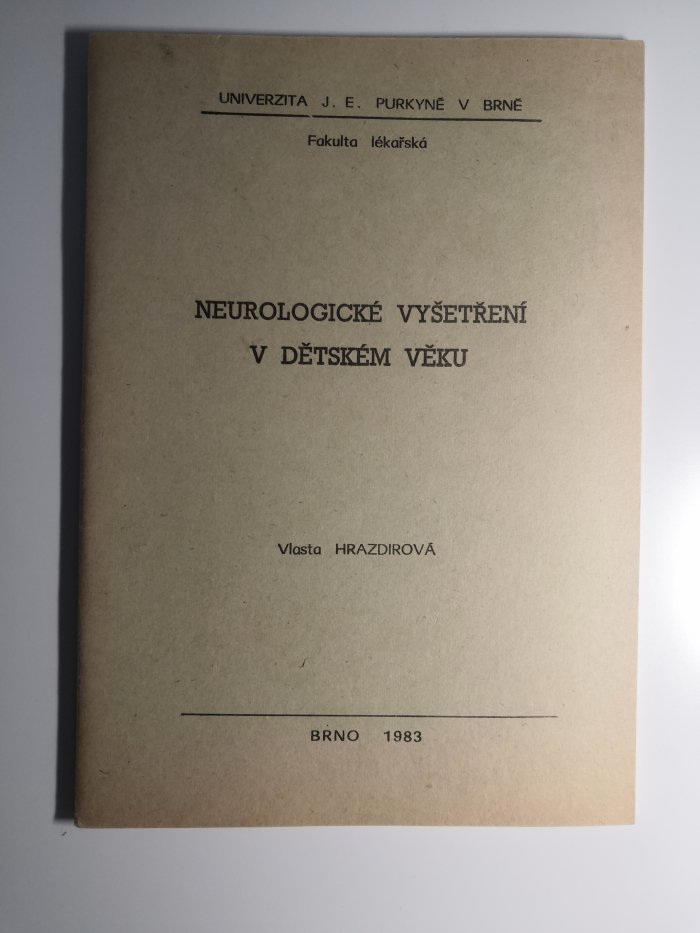 UNIVERZITA J. E. PURKYNĚ V BRNĚ
Fakulta lékařská
NEUROLOGICKÉ VYŠETŘENÍ
V DĚTSKÉM VĚKU
Vlasta HRAZDIROVÁ
BRNO 1983